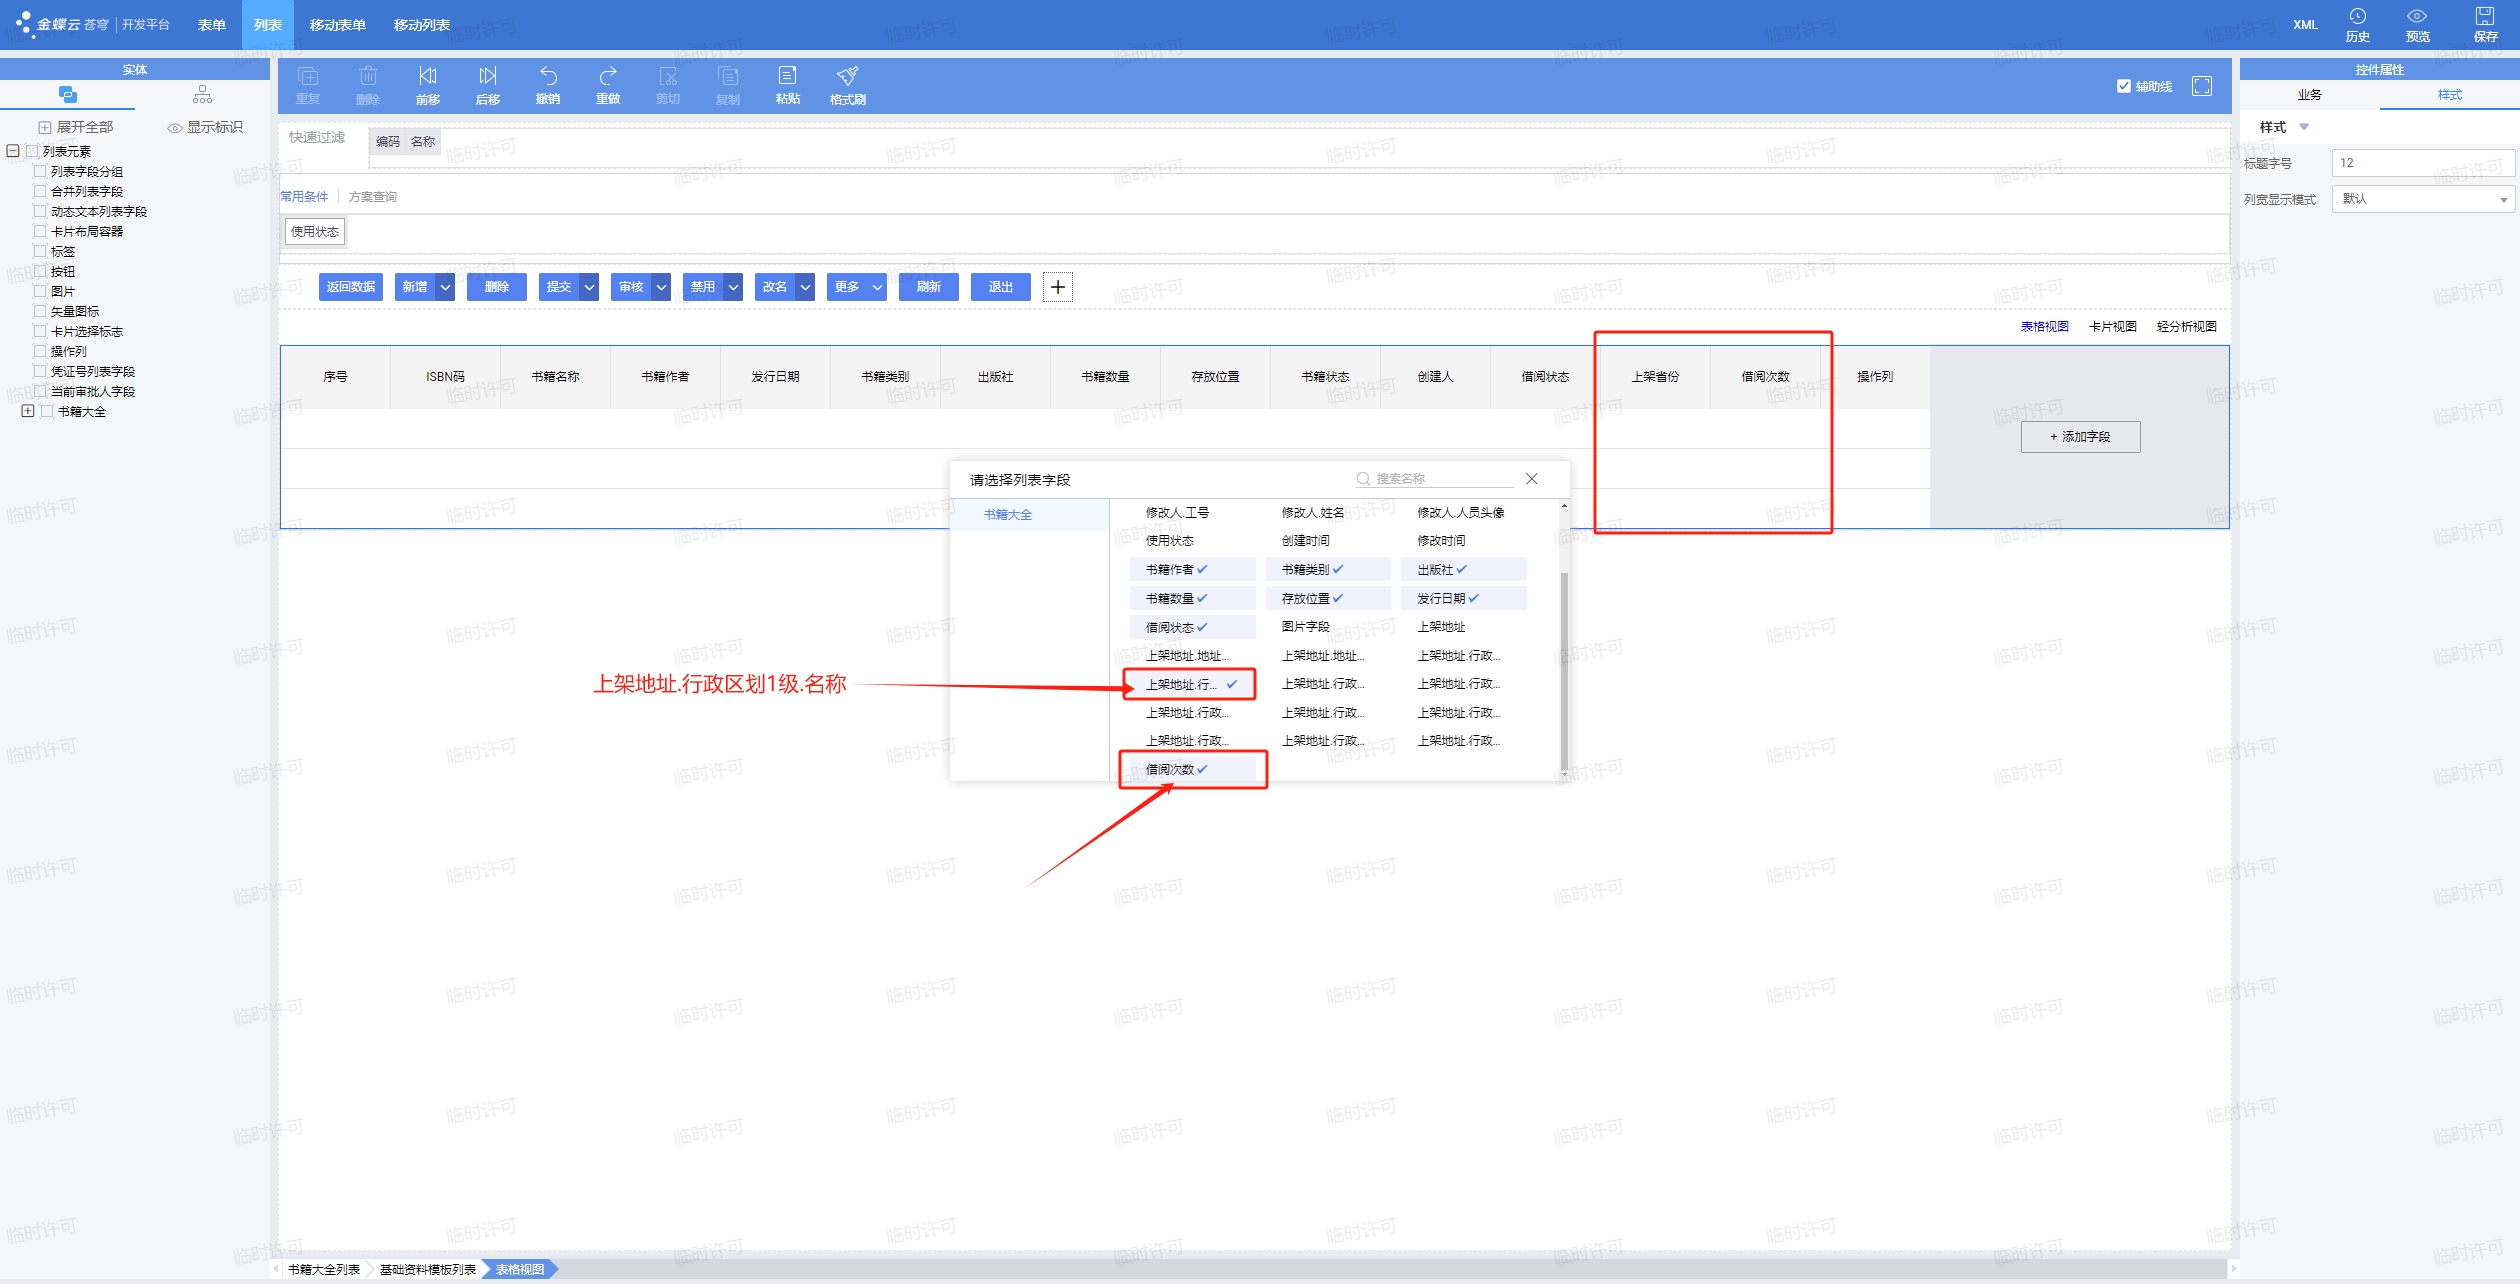 金蝶云 苍穹 | 开发平台 表单 列表 移动表单 移动列表 XML 历史 预览 保存
实体
展开全部 显示标识
列表元素
列表字段分组
合并列表字段
动态文本列表字段
卡片布局容器
标签
按钮
图片
矢量图标
卡片选择标志
操作列
凭证号列表字段
当前审批人字段
书籍大全
重复 删除 前移 后移 撤销 重做 剪切 复制 粘贴 格式刷 辅助线
快速过滤 编码 名称
常用条件 方案查询
使用状态
返回数据 新增 删除 提交 审核 禁用 改名 更多 刷新 退出
表格视图 卡片视图 轻分析视图
序号 ISBN码 书籍名称 书籍作者 发行日期 书籍类别 出版社 书籍数量 存放位置 书籍状态 创建人 借阅状态 上架省份 借阅次数 操作列
+ 添加字段
请选择列表字段 搜索名称
书籍大全
修改人.工号 修改人.姓名 修改人.人员头像
使用状态 创建时间 修改时间
书籍作者 书籍类别 出版社
书籍数量 存放位置 发行日期
借阅状态 图片字段 上架地址
上架地址.地址... 上架地址.地址... 上架地址.行政...
上架地址.行... 上架地址.行政... 上架地址.行政...
上架地址.行政... 上架地址.行政... 上架地址.行政...
上架地址.行政... 上架地址.行政... 上架地址.行政...
借阅次数
上架地址.行政区划1级.名称
控件属性
业务 样式
样式
标题字号 12
列宽显示模式 默认
书籍大全列表 基础资料模板列表 表格视图
临时许可